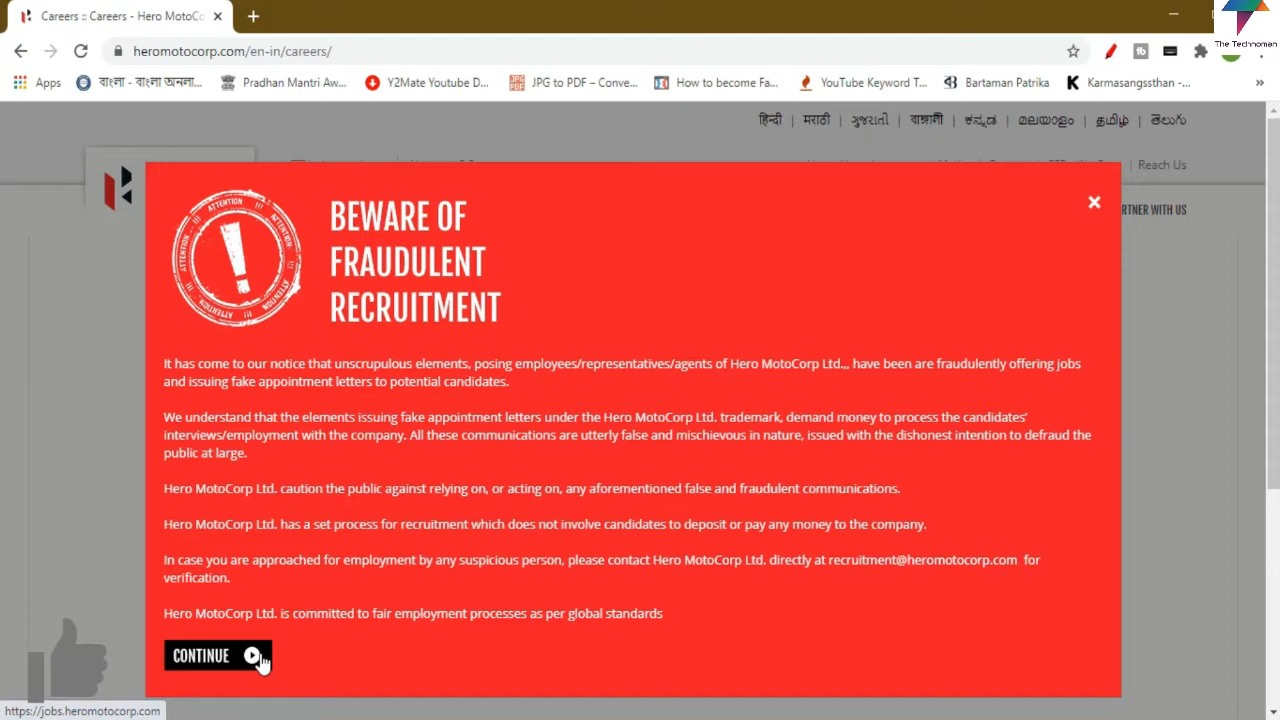 Careers :: Careers - Hero MotoCo
The Technoman
heromotocorp.com/en-in/careers/
Apps
বাংলা - বাংলা অনলা...
Pradhan Mantri Aw...
Y2Mate Youtube D...
JPG to PDF – Conve...
How to become Fa...
YouTube Keyword T...
Bartaman Patrika
Karmasangssthan -...
»
हिन्दी | मराठी | ગુજરાતી | বাঙ্গালী | ಕನ್ನಡ | മലയാളം | தமிழ் | తెలుగు
Reach Us
RTNER WITH US
ATTENTION !!! ATTENTION !!! ATTENTION !!!
!
BEWARE OF
FRAUDULENT
RECRUITMENT
It has come to our notice that unscrupulous elements, posing employees/representatives/agents of Hero MotoCorp Ltd.,, have been are fraudulently offering jobs
and issuing fake appointment letters to potential candidates.
We understand that the elements issuing fake appointment letters under the Hero MotoCorp Ltd. trademark, demand money to process the candidates'
interviews/employment with the company. All these communications are utterly false and mischievous in nature, issued with the dishonest intention to defraud the
public at large.
Hero MotoCorp Ltd. caution the public against relying on, or acting on, any aforementioned false and fraudulent communications.
Hero MotoCorp Ltd. has a set process for recruitment which does not involve candidates to deposit or pay any money to the company.
In case you are approached for employment by any suspicious person, please contact Hero MotoCorp Ltd. directly at recruitment@heromotocorp.com for
verification.
Hero MotoCorp Ltd. is committed to fair employment processes as per global standards
CONTINUE
https://jobs.heromotocorp.com